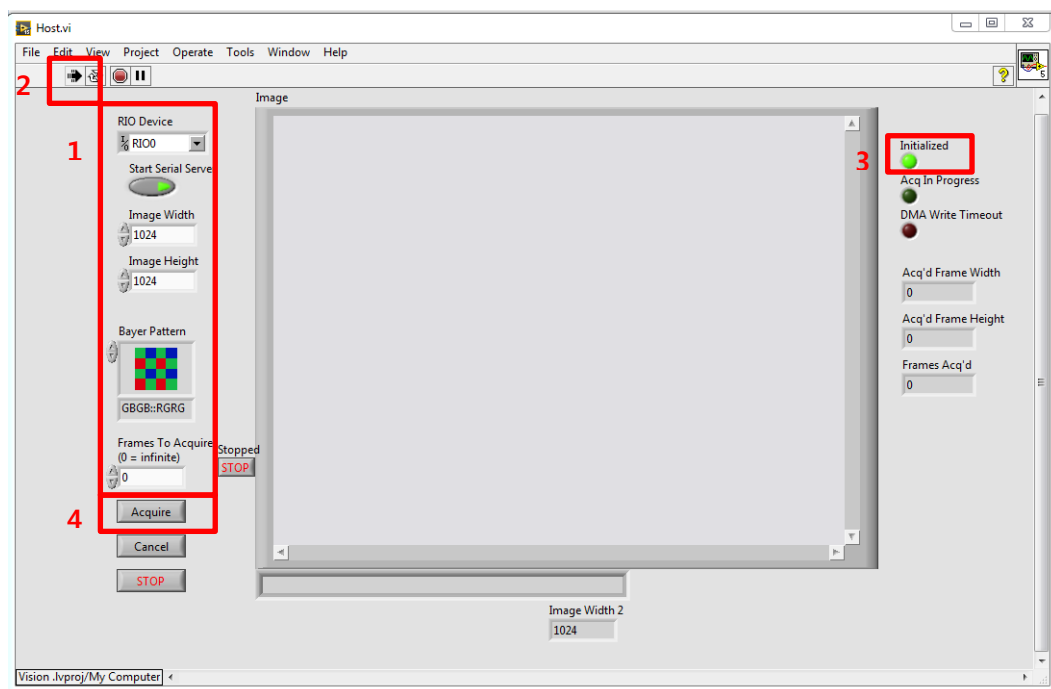 Host.vi
File Edit View Project Operate Tools Window Help
2
5
Image
1
RIO Device
RIO0
Start Serial Serve
Image Width
1024
Image Height
1024
Bayer Pattern
GBGB::RGRG
Frames To Acquire
(0 = infinite)
0
Stopped
STOP
4
Acquire
Cancel
STOP
3
Initialized
Acq In Progress
DMA Write Timeout
Acq'd Frame Width
0
Acq'd Frame Height
0
Frames Acq'd
0
Image Width 2
1024
Vision .lvproj/My Computer